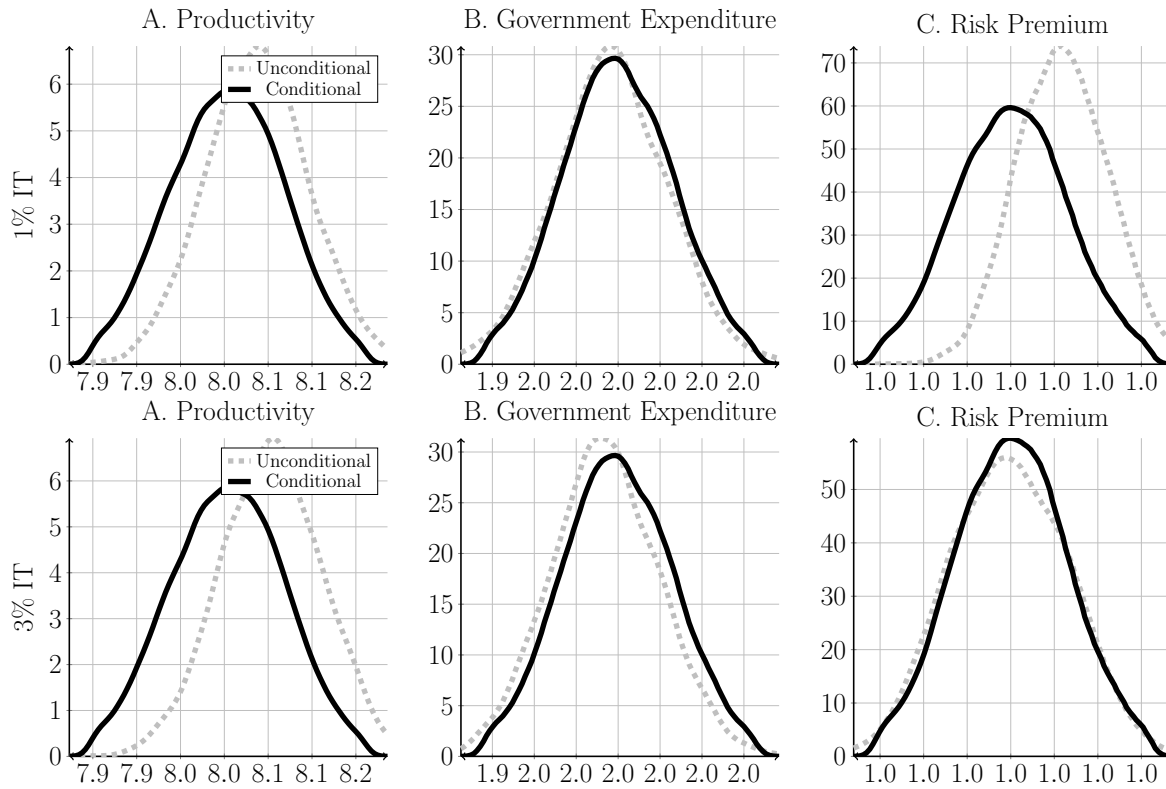 A. Productivity
B. Government Expenditure
C. Risk Premium
1% IT
Unconditional
Conditional
6
5
4
3
2
1
0
7.9 7.9 8.0 8.0 8.1 8.1 8.2
30
25
20
15
10
5
0
1.9 2.0 2.0 2.0 2.0 2.0 2.0
70
60
50
40
30
20
10
0
1.0 1.0 1.0 1.0 1.0 1.0 1.0
A. Productivity
B. Government Expenditure
C. Risk Premium
3% IT
Unconditional
Conditional
6
5
4
3
2
1
0
7.9 7.9 8.0 8.0 8.1 8.1 8.2
30
25
20
15
10
5
0
1.9 2.0 2.0 2.0 2.0 2.0 2.0
50
40
30
20
10
0
1.0 1.0 1.0 1.0 1.0 1.0 1.0